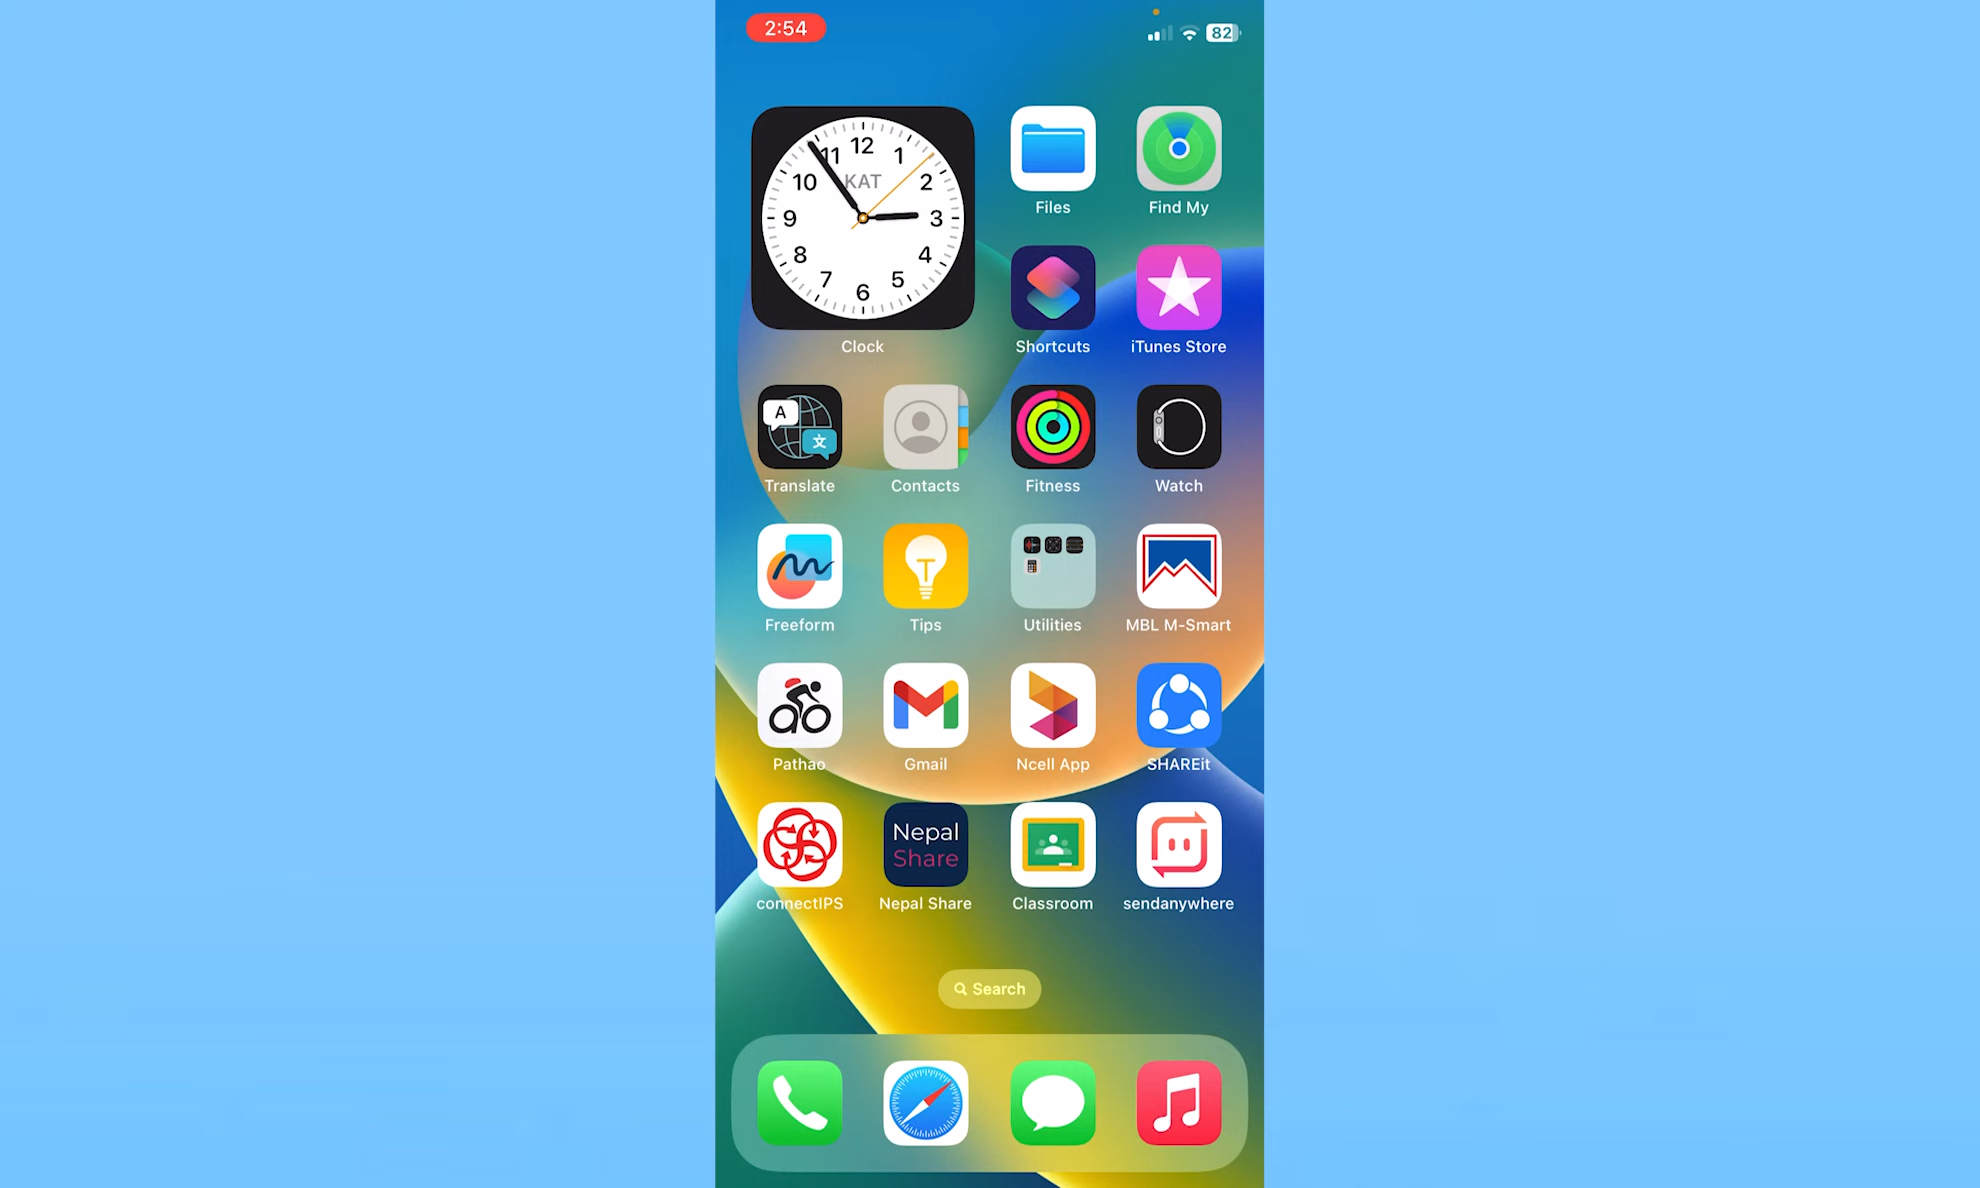 2:54
82
12
11
1
10
KAT
2
9
3
8
4
7
5
6
Files
Find My
Clock
Shortcuts
iTunes Store
A
文
Translate
Contacts
Fitness
Watch
Freeform
Tips
Utilities
MBL M-Smart
Pathao
Gmail
Ncell App
SHAREit
Nepal
Share
connectIPS
Nepal Share
Classroom
sendanywhere
Search